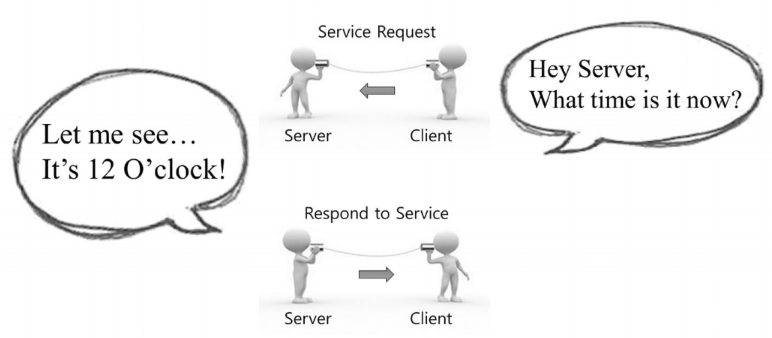 Service Request
Hey Server,
What time is it now?
Server Client
Let me see…
It’s 12 O’clock!
Respond to Service
Server Client